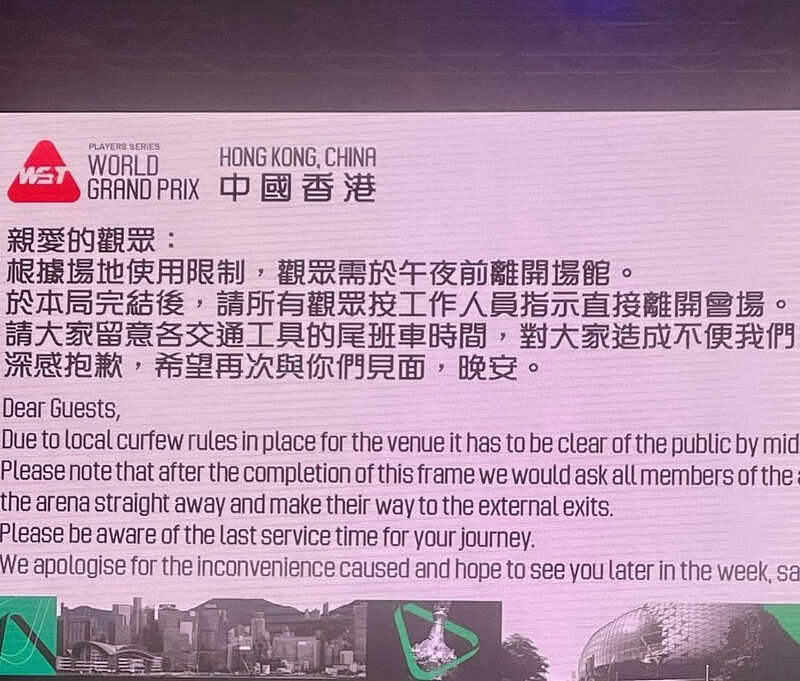 WST
PLAYERS SERIES
WORLD
GRAND PRIX
HONG KONG, CHINA
中國香港
親愛的觀眾：
根據場地使用限制，觀眾需於午夜前離開場館。
於本局完結後，請所有觀眾按工作人員指示直接離開會場。
請大家留意各交通工具的尾班車時間，對大家造成不便我們
深感抱歉，希望再次與你們見面，晚安。
Dear Guests,
Due to local curfew rules in place for the venue it has to be clear of the public by mid
Please note that after the completion of this frame we would ask all members of the a
the arena straight away and make their way to the external exits.
Please be aware of the last service time for your journey.
We apologise for the inconvenience caused and hope to see you later in the week, sa